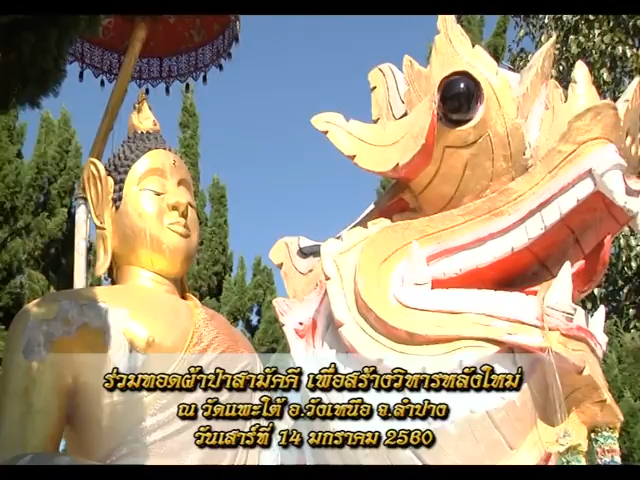 ร่วมทอดผ้าป่าสามัคคี เพื่อสร้างวิหารหลังใหม่
ณ วัดแพะใต้ อ.วังเหนือ จ.ลำปาง
วันเสาร์ที่ 14 มกราคม 2560